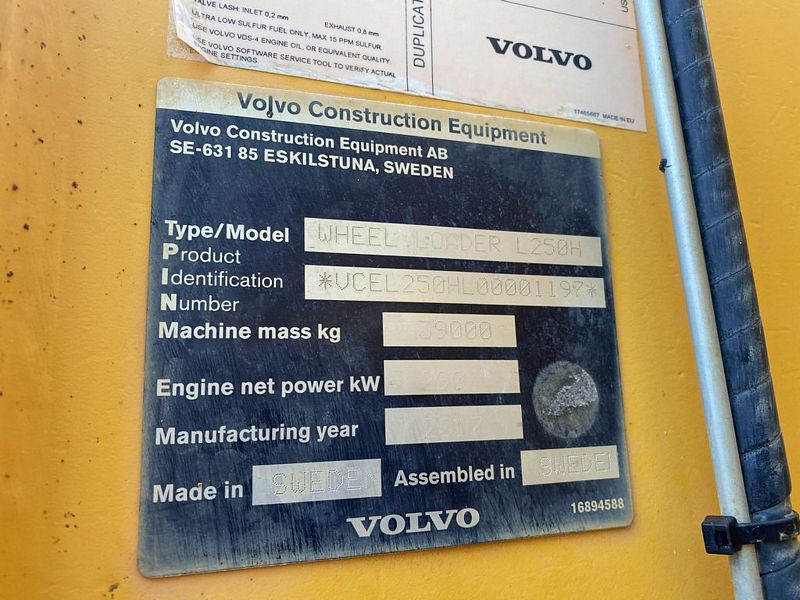 VALVE LASH: INLET 0,2 mm EXHAUST 0.8 mm
ULTRA LOW SULFUR FUEL ONLY, MAX 15 PPM SULFUR.
USE VOLVO VDS-4 ENGINE OIL, OR EQUIVALENT QUALITY.
USE VOLVO SOFTWARE SERVICE TOOL TO VERIFY ACTUAL
ENGINE SETTINGS.
DUPLICATE
US
VOLVO
17465667 MADE IN EU
Volvo Construction Equipment
Volvo Construction Equipment AB
SE-631 85 ESKILSTUNA, SWEDEN
Type/Model WHEEL LOADER L250H
Product
Identification *VCEL250HL00001197*
Number
Machine mass kg 39000
Engine net power kW
Manufacturing year
Made in SWEDEN Assembled in SWEDEN
VOLVO 16894588